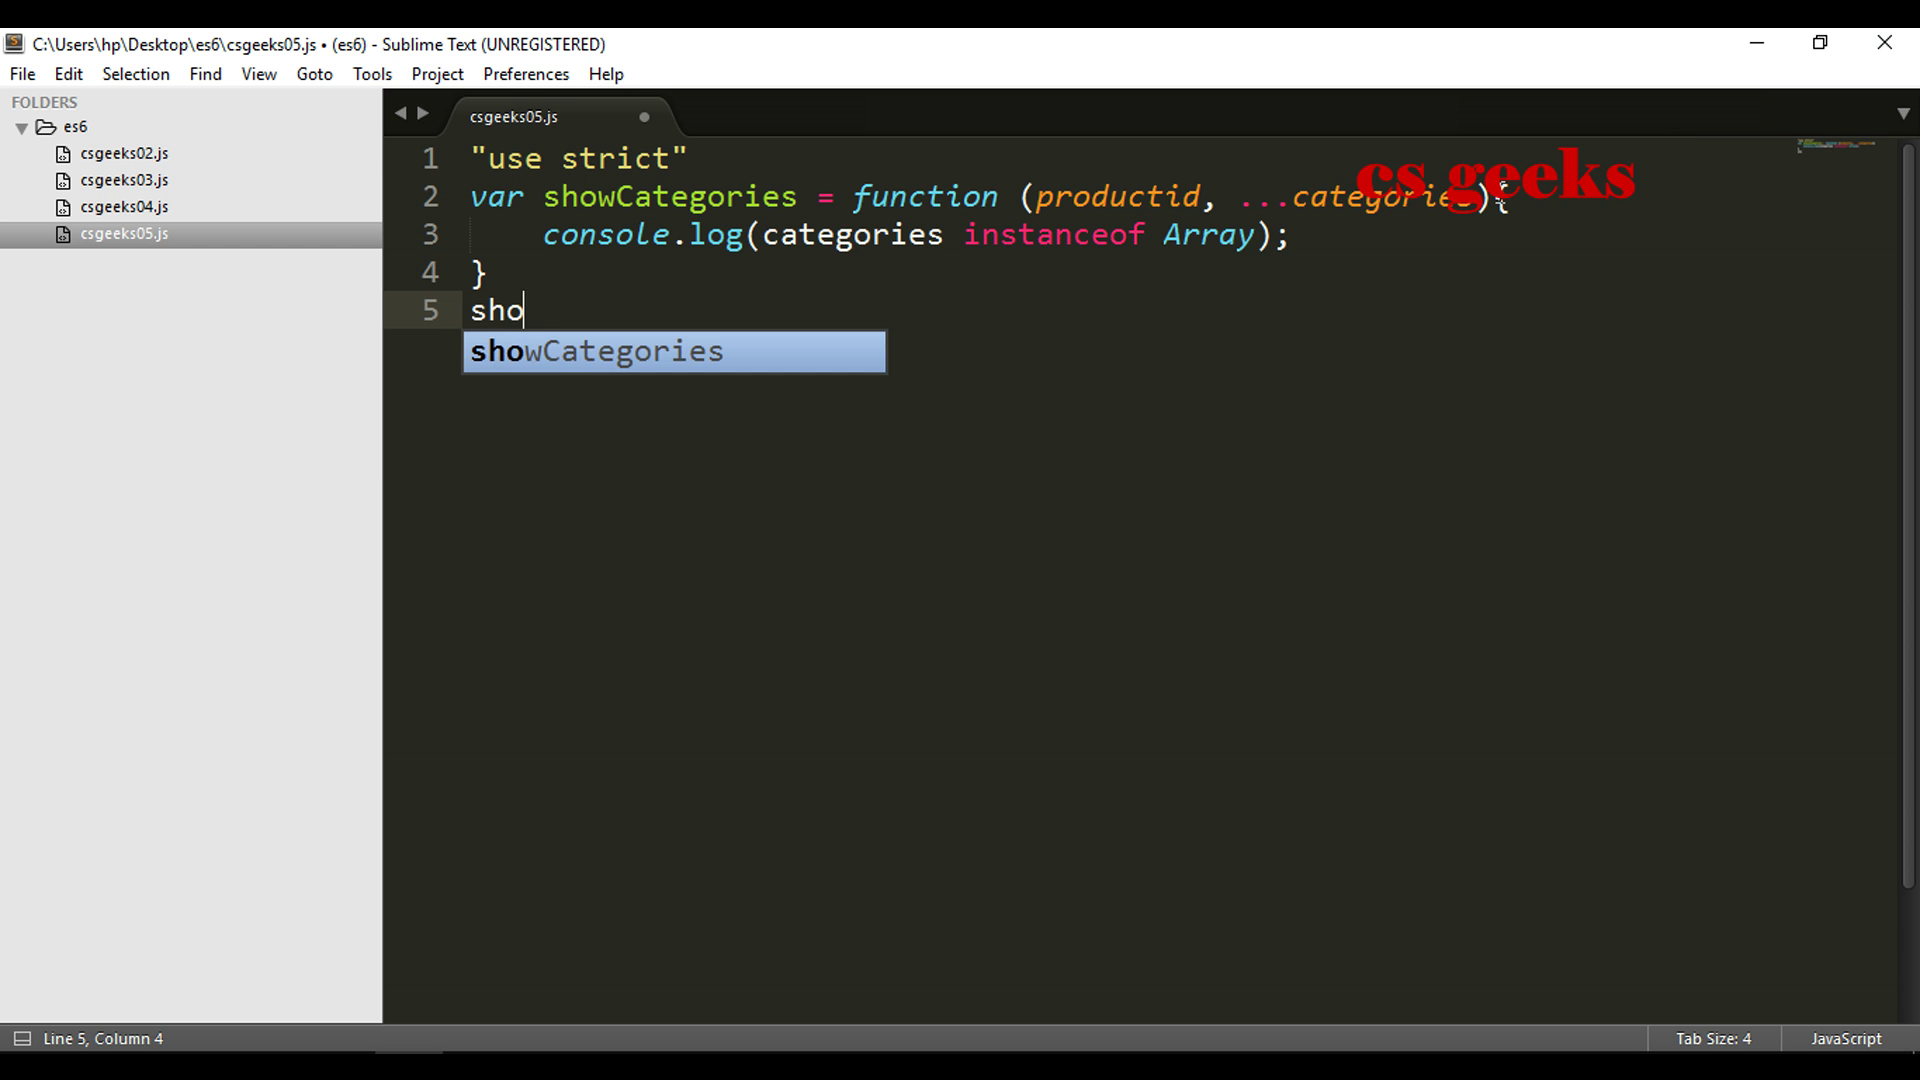 C:\Users\hp\Desktop\es6\csgeeks05.js • (es6) - Sublime Text (UNREGISTERED)
File Edit Selection Find View Goto Tools Project Preferences Help
FOLDERS
es6
csgeeks02.js
csgeeks03.js
csgeeks04.js
csgeeks05.js
csgeeks05.js
cs geeks
1 "use strict"
2 var showCategories = function (productid, ...categories){
3 console.log(categories instanceof Array);
4 }
5 sho
showCategories
Line 5, Column 4
Tab Size: 4
JavaScript